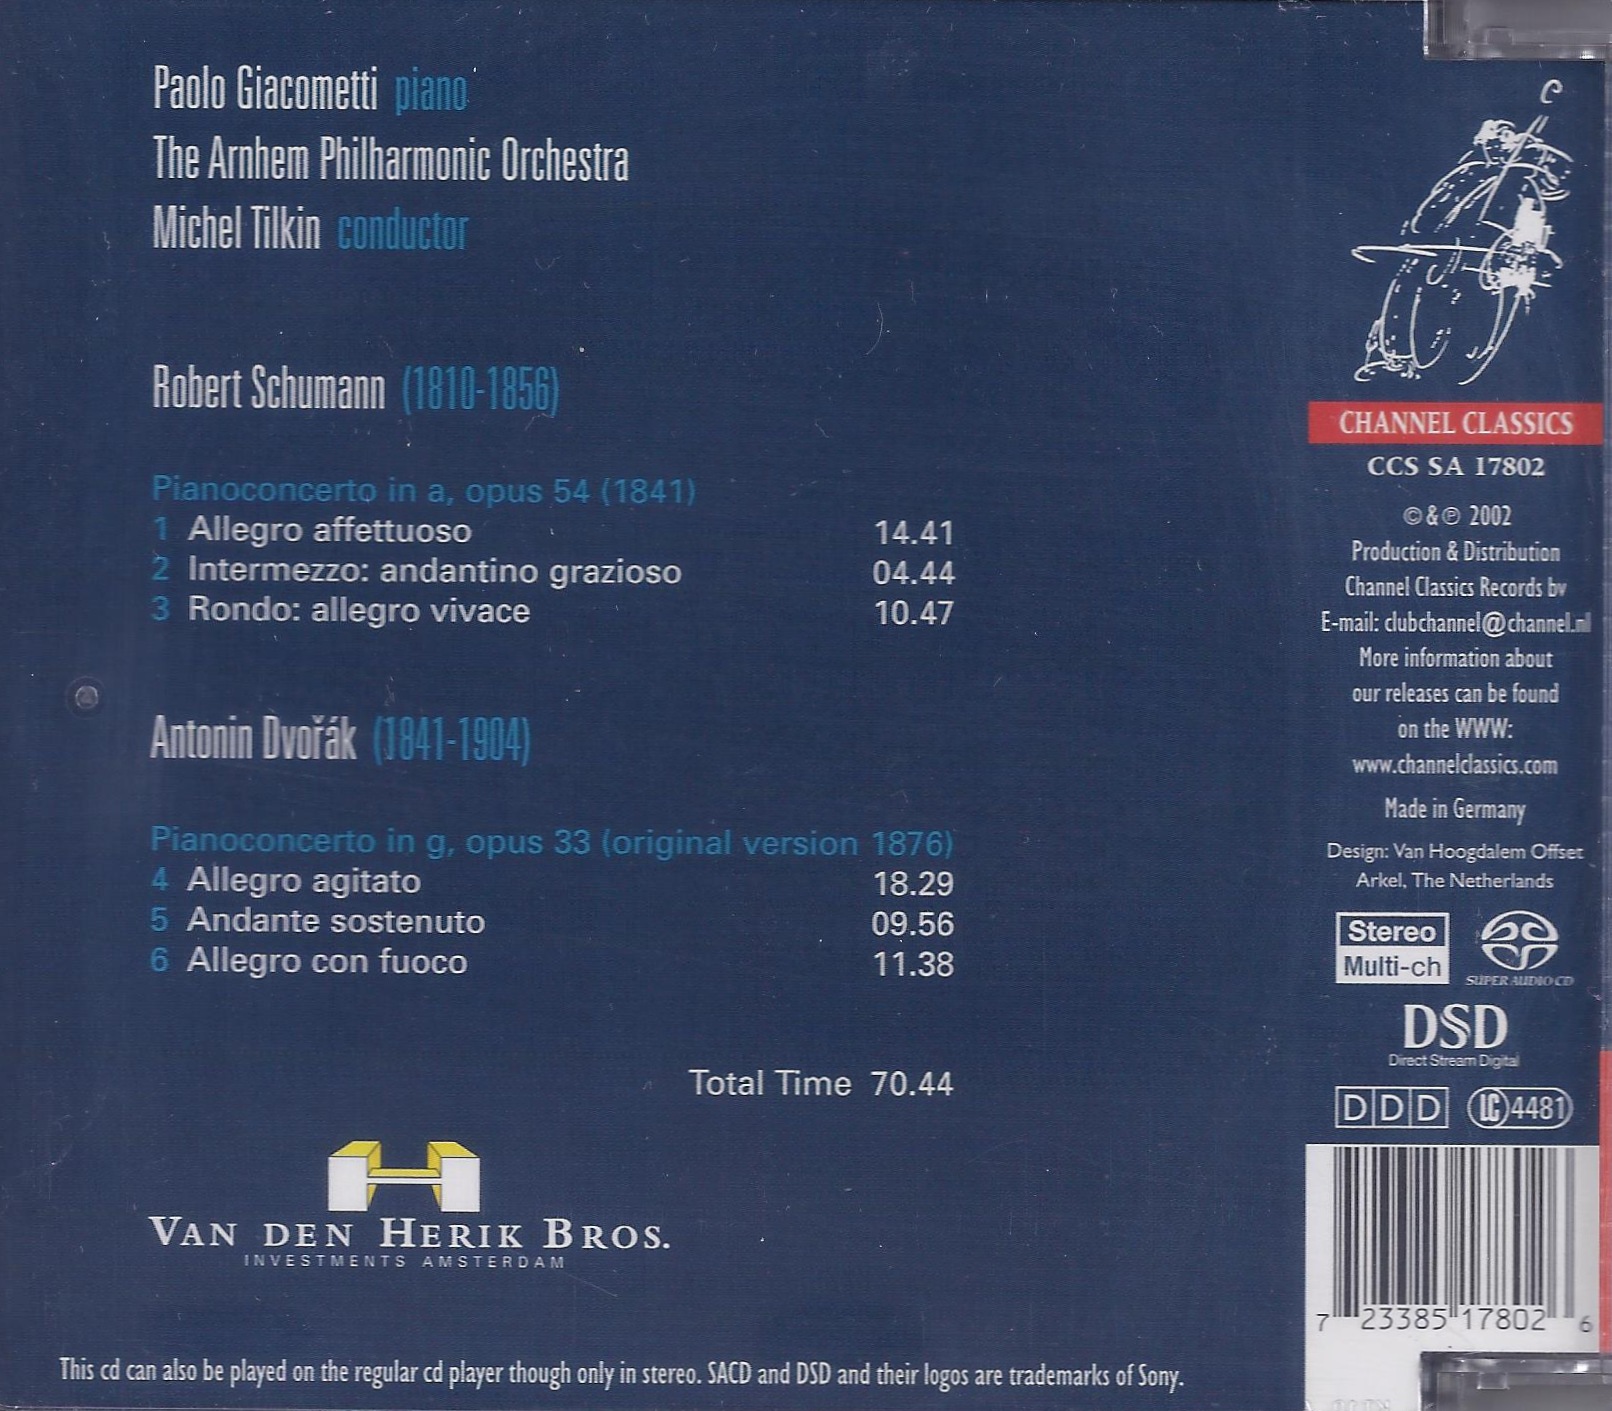 Paolo Giacometti piano
The Arnhem Philharmonic Orchestra
Michel Tilkin conductor
Robert Schumann (1810-1856)
Pianoconcerto in a, opus 54 (1841)
1 Allegro affettuoso 14.41
2 Intermezzo: andantino grazioso 04.44
3 Rondo: allegro vivace 10.47
Antonin Dvořák (1841-1904)
Pianoconcerto in g, opus 33 (original version 1876)
4 Allegro agitato 18.29
5 Andante sostenuto 09.56
6 Allegro con fuoco 11.38
Total Time 70.44
VAN DEN HERIK BROS.
INVESTMENTS AMSTERDAM
This cd can also be played on the regular cd player though only in stereo. SACD and DSD and their logos are trademarks of Sony.
CHANNEL CLASSICS
CCS SA 17802
©&℗ 2002
Production & Distribution
Channel Classics Records bv
E-mail: clubchannel@channel.nl
More information about
our releases can be found
on the WWW:
www.channelclassics.com
Made in Germany
Design: Van Hoogdalem Offset
Arkel, The Netherlands
Stereo
Multi-ch
SUPER AUDIO CD
DSD
Direct Stream Digital
DDD
LC 4481
7 23385 17802 6